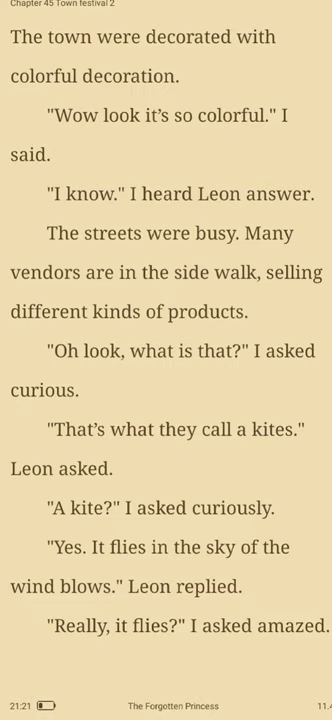 Chapter 45 Town festival 2
The town were decorated with
colorful decoration.
"Wow look it's so colorful." I
said.
"I know." I heard Leon answer.
The streets were busy. Many
vendors are in the side walk, selling
different kinds of products.
"Oh look, what is that?" I asked
curious.
"That's what they call a kites."
Leon asked.
"A kite?" I asked curiously.
"Yes. It flies in the sky of the
wind blows." Leon replied.
"Really, it flies?" I asked amazed.
21:21 The Forgotten Princess